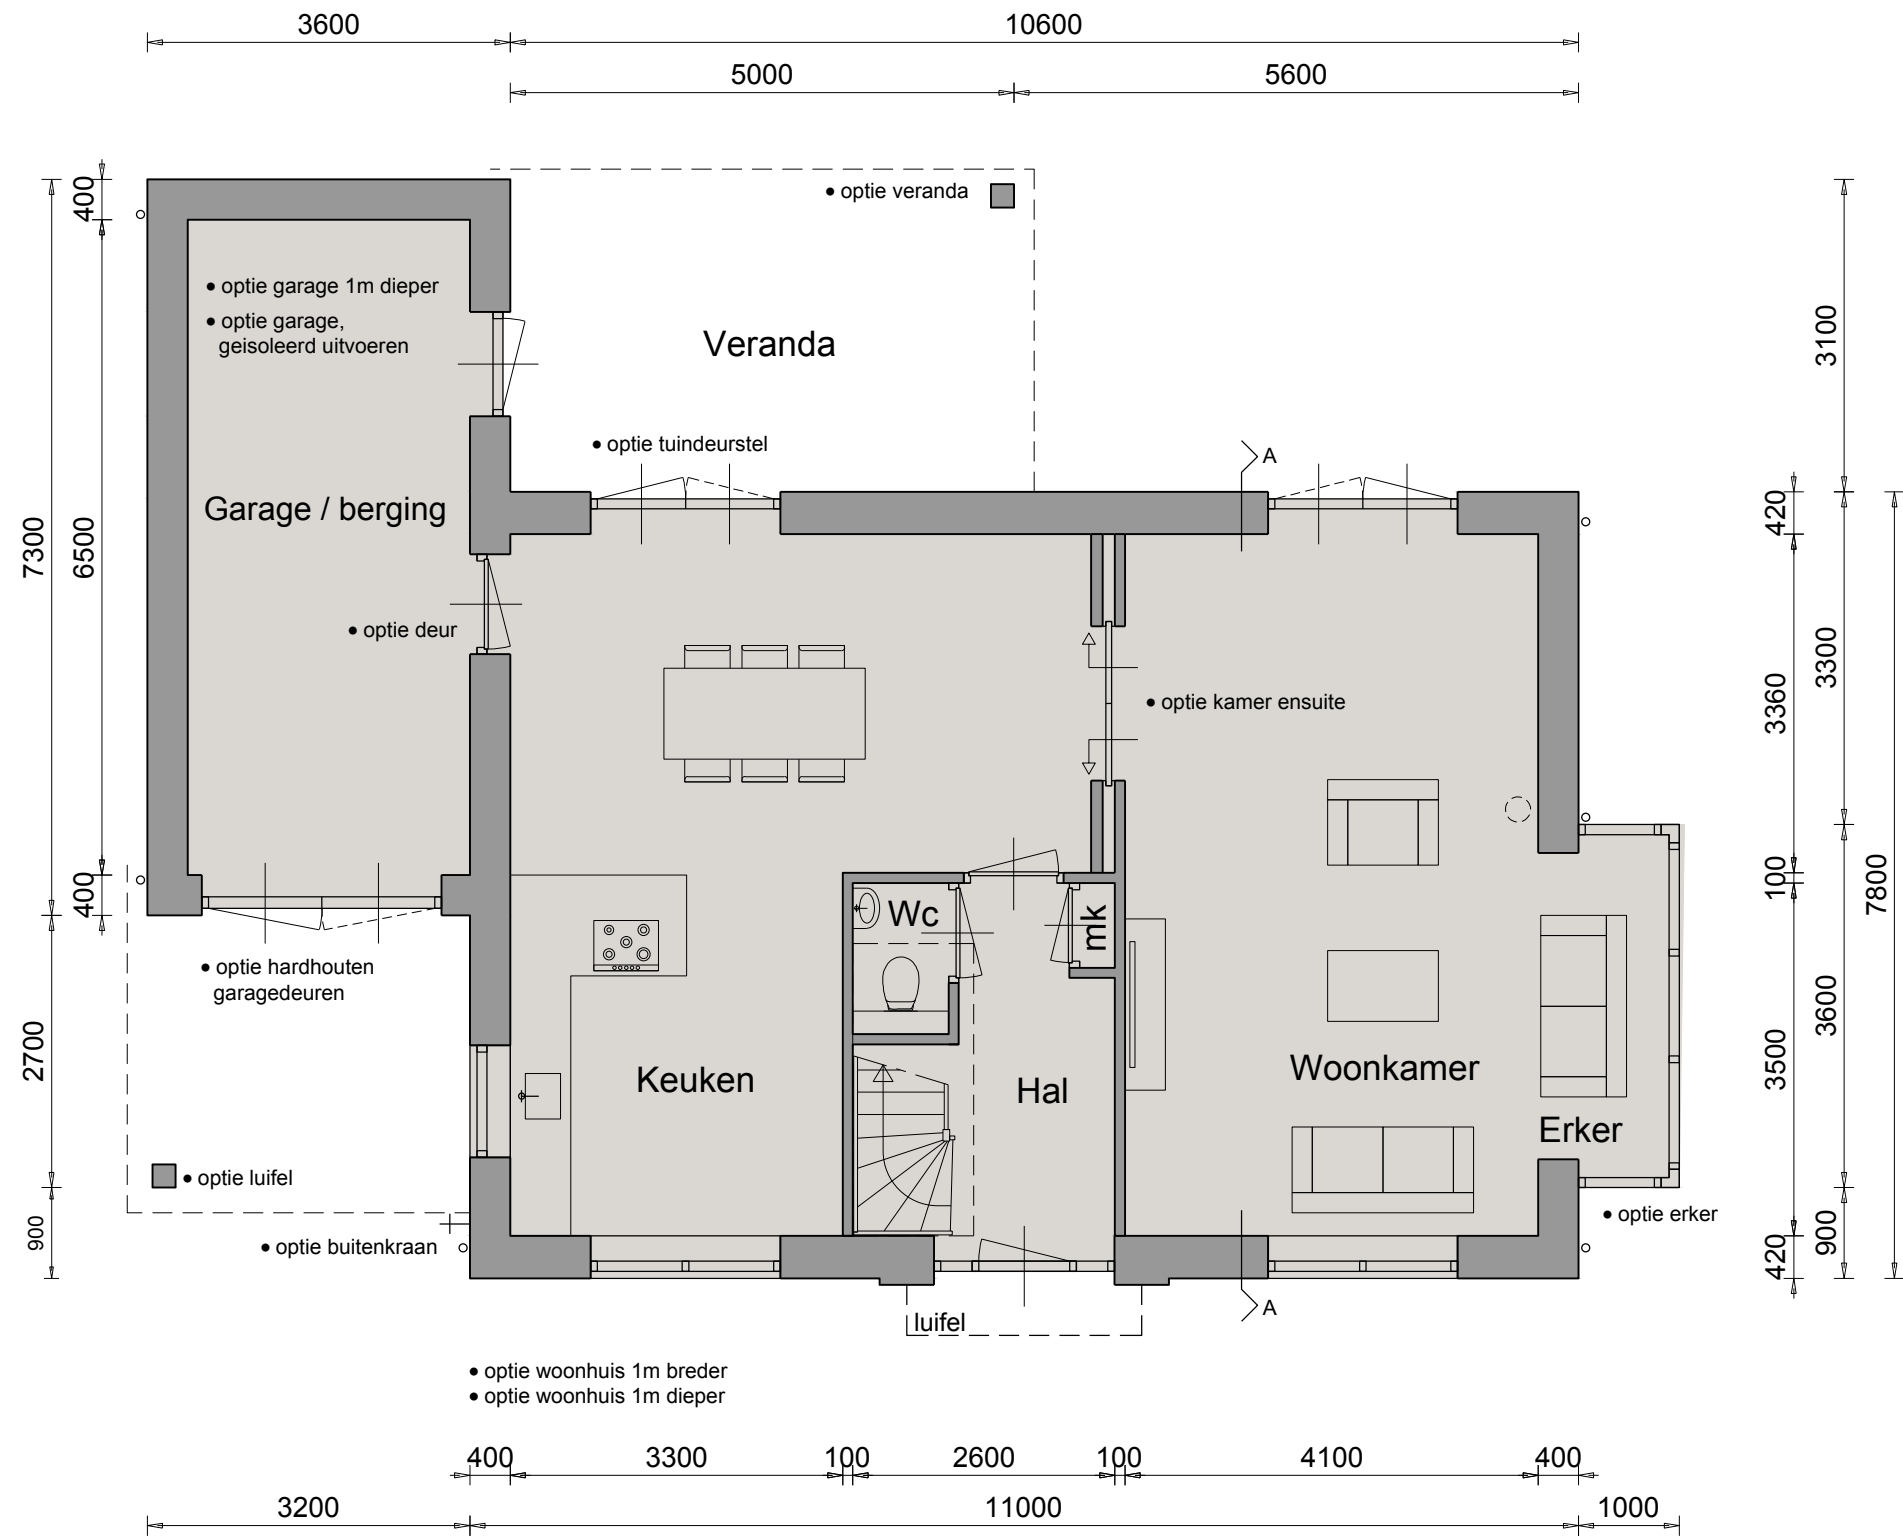 3600
10600
5000
5600
400
• optie veranda
• optie garage 1m dieper
• optie garage,
geisoleerd uitvoeren
Veranda
3100
• optie tuindeurstel
A
Garage / berging
7300
6500
420
• optie deur
3300
3360
• optie kamer ensuite
100
7800
400
Wc
mk
• optie hardhouten
garagedeuren
3600
2700
3500
Keuken
Hal
Woonkamer
Erker
• optie luifel
900
• optie buitenkraan
• optie erker
900
420
luifel
A
• optie woonhuis 1m breder
• optie woonhuis 1m dieper
400
3300
100
2600
100
4100
400
3200
11000
1000